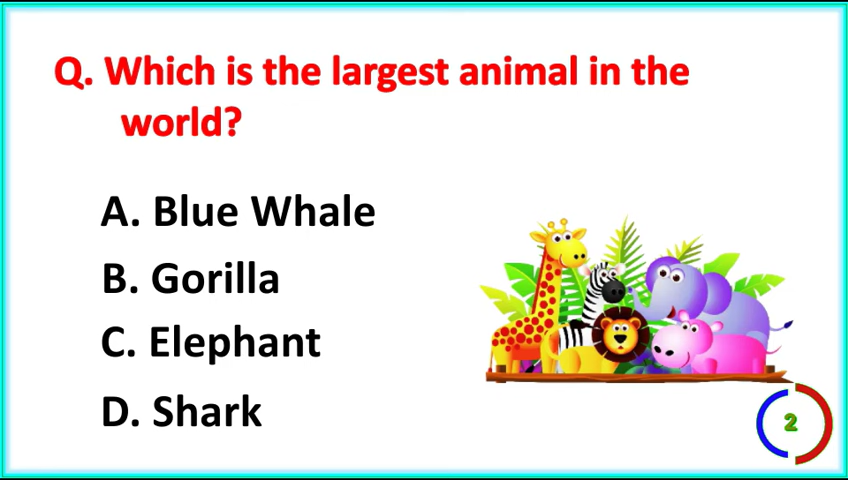 Q. Which is the largest animal in the
world?
A. Blue Whale
B. Gorilla
C. Elephant
D. Shark
2